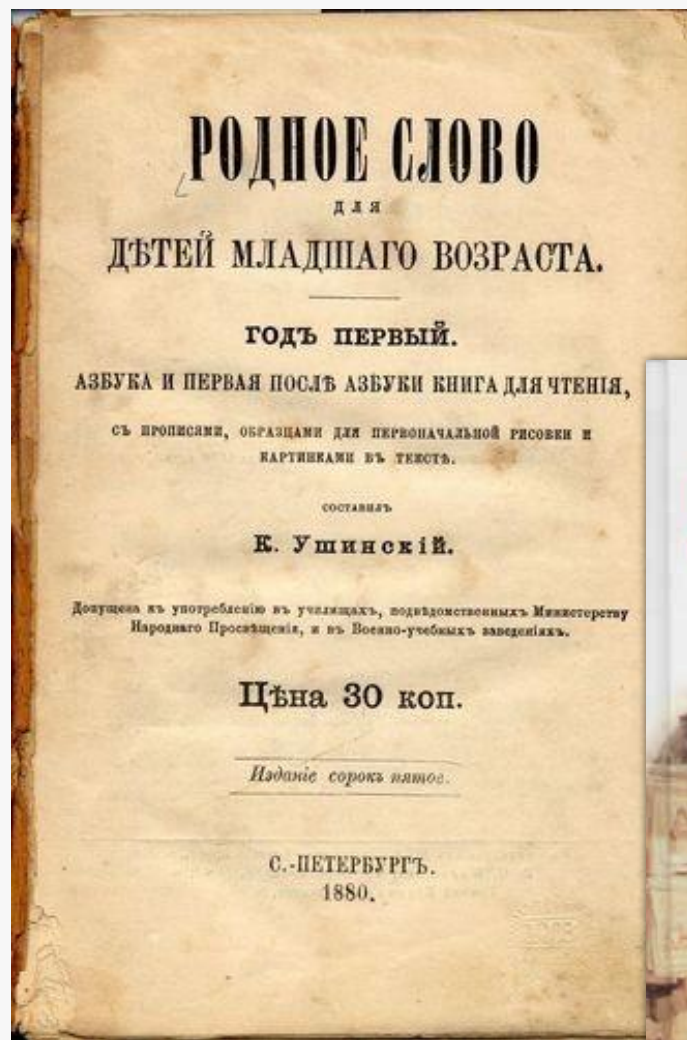 РОДНОЕ СЛОВО
ДЛЯ
ДѢТЕЙ МЛАДШАГО ВОЗРАСТА.
ГОДЪ ПЕРВЫЙ.
АЗБУКА И ПЕРВАЯ ПОСЛѢ АЗБУКИ КНИГА ДЛЯ ЧТЕНІЯ,
СЪ ПРОПИСЯМИ, ОБРАЗЦАМИ ДЛЯ ПЕРВОНАЧАЛЬНОЙ РИСОВКИ И
КАРТИНКАМИ ВЪ ТЕКСТѢ.
СОСТАВИЛЪ
К. Ушинскій.
Допущена къ употребленію въ училищахъ, подвѣдомственныхъ Министерству
Народнаго Просвѣщенія, и въ Военно-учебныхъ заведеніяхъ.
Цѣна 30 коп.
Изданіе сорокъ пятое.
С.-ПЕТЕРБУРГЪ.
1880.